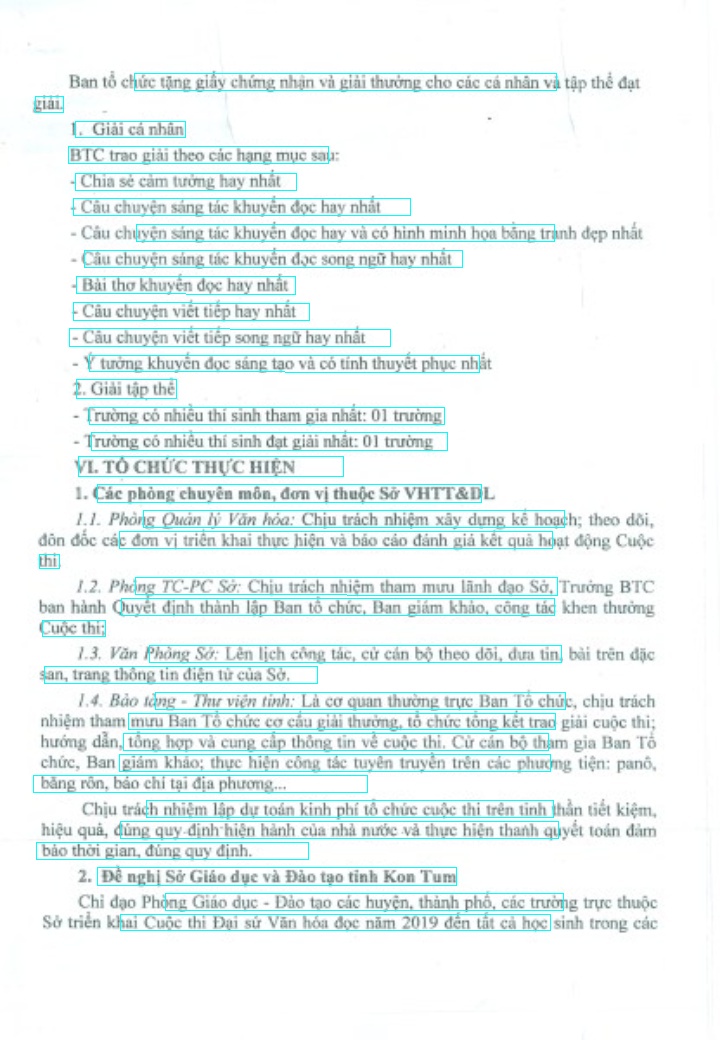 Ban tổ chức tặng giấy chứng nhận và giải thưởng cho các cá nhân và tập thể đạt
giải.
1. Giải cá nhân
BTC trao giải theo các hạng mục sau:
- Chia sẻ cảm tưởng hay nhất
- Câu chuyện sáng tác khuyến đọc hay nhất
- Câu chuyện sáng tác khuyến đọc hay và có hình minh họa bằng tranh đẹp nhất
- Câu chuyện sáng tác khuyến đọc song ngữ hay nhất
- Bài thơ khuyến đọc hay nhất
- Câu chuyện viết tiếp hay nhất
- Câu chuyện viết tiếp song ngữ hay nhất
- Ý tưởng khuyến đọc sáng tạo và có tính thuyết phục nhất
2. Giải tập thể
- Trường có nhiều thí sinh tham gia nhất: 01 trường
- Trường có nhiều thí sinh đạt giải nhất: 01 trường
VI. TỔ CHỨC THỰC HIỆN
1. Các phòng chuyên môn, đơn vị thuộc Sở VHTT&DL
1.1. Phòng Quản lý Văn hóa: Chịu trách nhiệm xây dựng kế hoạch; theo dõi,
đôn đốc các đơn vị triển khai thực hiện và báo cáo đánh giá kết quả hoạt động Cuộc
thi.
1.2. Phòng TC-PC Sở: Chịu trách nhiệm tham mưu lãnh đạo Sở, Trưởng BTC
ban hành Quyết định thành lập Ban tổ chức, Ban giám khảo, công tác khen thưởng
Cuộc thi;
1.3. Văn Phòng Sở: Lên lịch công tác, cử cán bộ theo dõi, đưa tin, bài trên đặc
san, trang thông tin điện tử của Sở.
1.4. Bảo tàng - Thư viện tỉnh: Là cơ quan thường trực Ban Tổ chức, chịu trách
nhiệm tham mưu Ban Tổ chức cơ cấu giải thưởng, tổ chức tổng kết trao giải cuộc thi;
hướng dẫn, tổng hợp và cung cấp thông tin về cuộc thi. Cử cán bộ tham gia Ban Tổ
chức, Ban giám khảo; thực hiện công tác tuyên truyền trên các phương tiện: panô,
băng rôn, báo chí tại địa phương...
Chịu trách nhiệm lập dự toán kinh phí tổ chức cuộc thi trên tinh thần tiết kiệm,
hiệu quả, đúng quy định hiện hành của nhà nước và thực hiện thanh quyết toán đảm
bảo thời gian, đúng quy định.
2. Đề nghị Sở Giáo dục và Đào tạo tỉnh Kon Tum
Chỉ đạo Phòng Giáo dục - Đào tạo các huyện, thành phố, các trường trực thuộc
Sở triển khai Cuộc thi Đại sứ Văn hóa đọc năm 2019 đến tất cả học sinh trong các